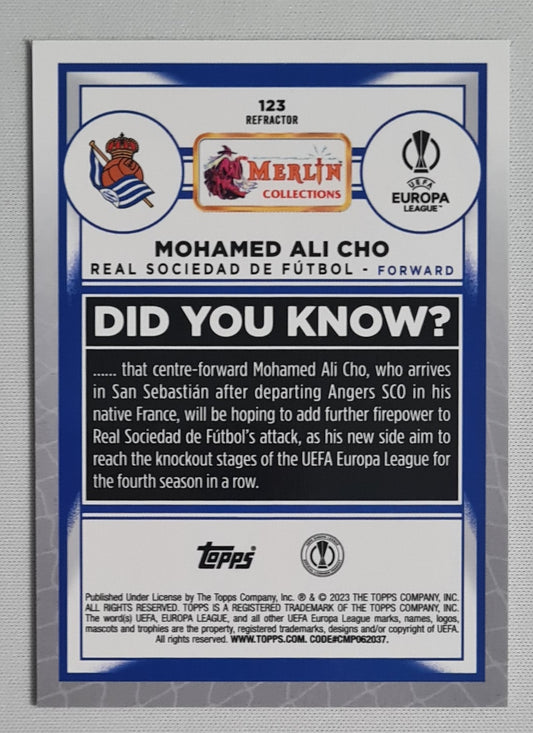 123
REFRACTOR
MERLIN
COLLECTIONS
UEFA
EUROPA
LEAGUE™
MOHAMED ALI CHO
REAL SOCIEDAD DE FÚTBOL - FORWARD
DID YOU KNOW?
...... that centre-forward Mohamed Ali Cho, who arrives
in San Sebastián after departing Angers SCO in his
native France, will be hoping to add further firepower to
Real Sociedad de Fútbol's attack, as his new side aim to
reach the knockout stages of the UEFA Europa League for
the fourth season in a row.
topps
Published Under License by The Topps Company, Inc. ® & © 2023 THE TOPPS COMPANY, INC.
ALL RIGHTS RESERVED. TOPPS IS A REGISTERED TRADEMARK OF THE TOPPS COMPANY, INC.
The word(s) UEFA, EUROPA LEAGUE, and all other UEFA Europa League marks, names, logos,
mascots and trophies are the property, registered trademarks, designs and/or copyright of UEFA.
All rights reserved. WWW.TOPPS.COM. CODE#CMP062037.